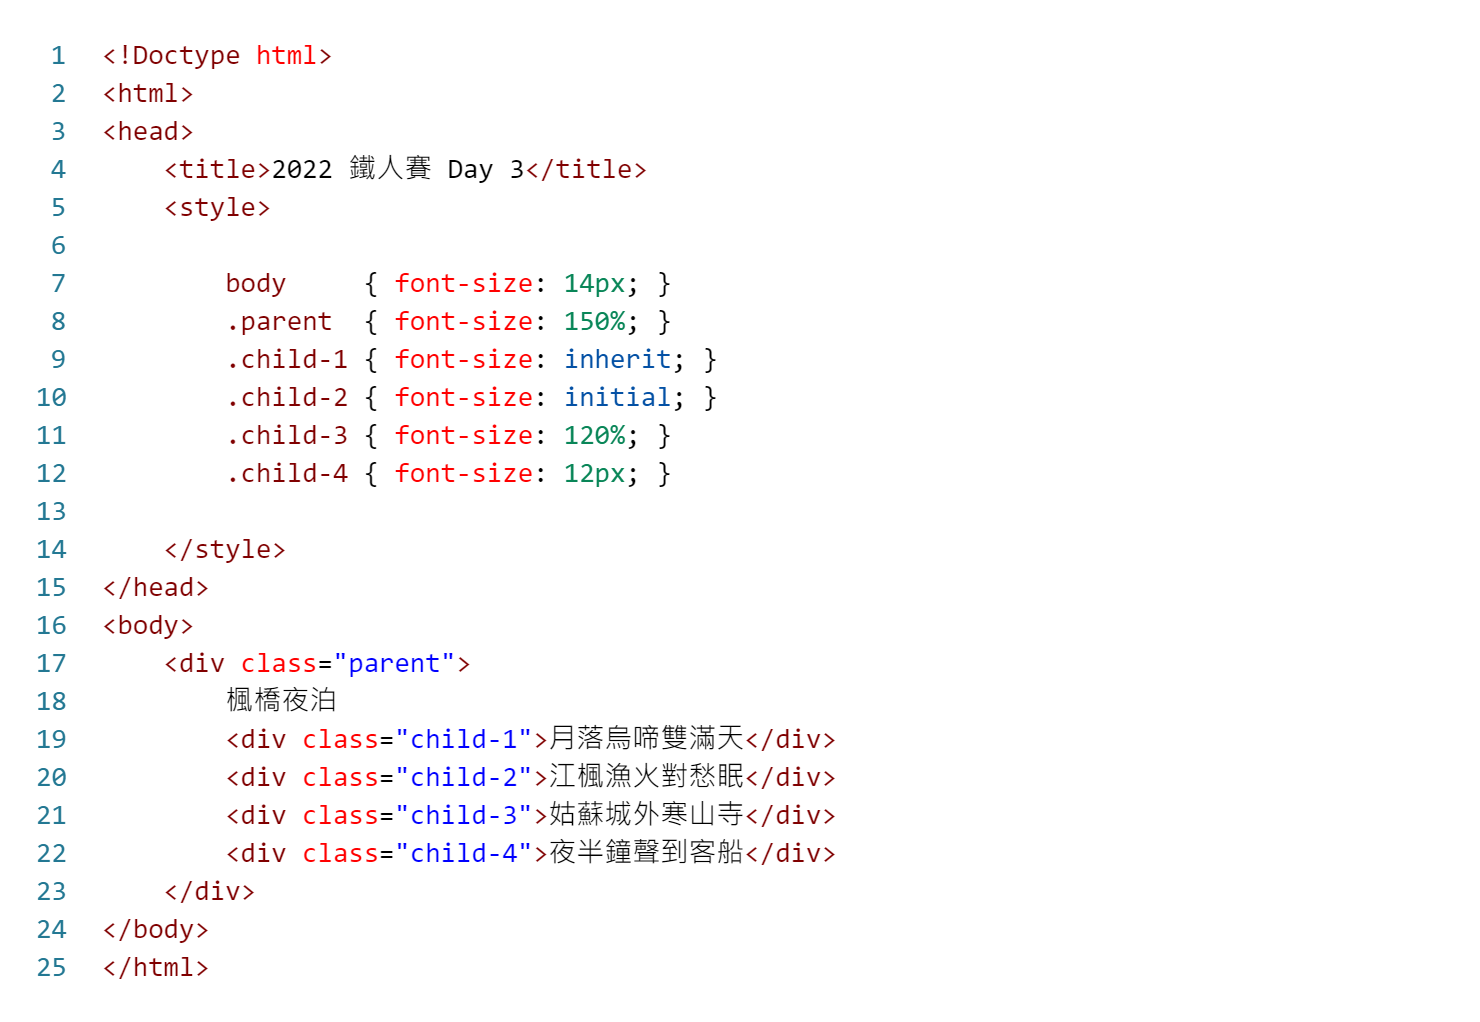 1 <!Doctype html>
2 <html>
3 <head>
4     <title>2022 鐵人賽 Day 3</title>
5     <style>
6
7         body     { font-size: 14px; }
8         .parent  { font-size: 150%; }
9         .child-1 { font-size: inherit; }
10         .child-2 { font-size: initial; }
11         .child-3 { font-size: 120%; }
12         .child-4 { font-size: 12px; }
13
14     </style>
15 </head>
16 <body>
17     <div class="parent">
18         楓橋夜泊
19         <div class="child-1">月落烏啼雙滿天</div>
20         <div class="child-2">江楓漁火對愁眠</div>
21         <div class="child-3">姑蘇城外寒山寺</div>
22         <div class="child-4">夜半鐘聲到客船</div>
23     </div>
24 </body>
25 </html>